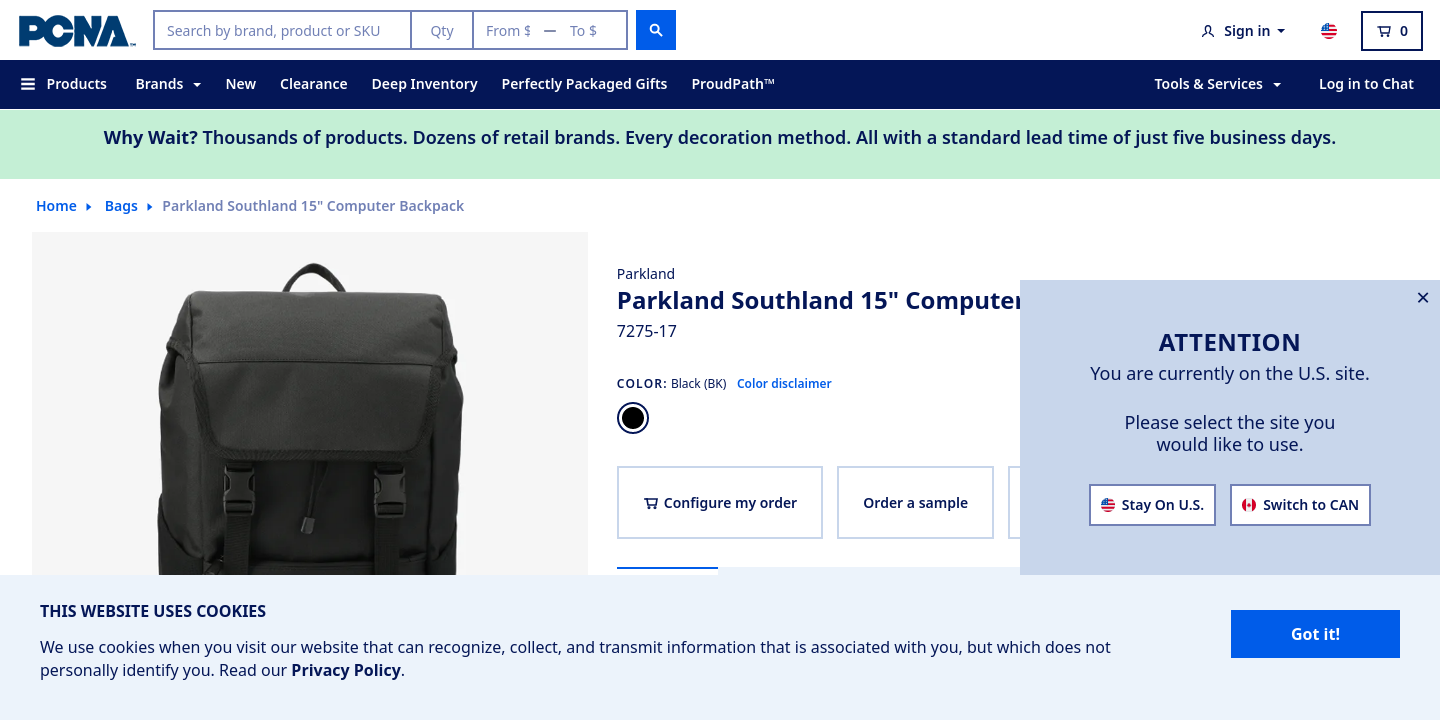 PCNA™
Search by brand, product or SKU
Qty
From $ — To $
Sign in
0
Products
Brands
New
Clearance
Deep Inventory
Perfectly Packaged Gifts
ProudPath™
Tools & Services
Log in to Chat
Why Wait? Thousands of products. Dozens of retail brands. Every decoration method. All with a standard lead time of just five business days.
Home
Bags
Parkland Southland 15" Computer Backpack
Parkland
Parkland Southland 15" Computer
7275-17
COLOR: Black (BK) Color disclaimer
Configure my order
Order a sample
ATTENTION
You are currently on the U.S. site.
Please select the site you
would like to use.
Stay On U.S.
Switch to CAN
THIS WEBSITE USES COOKIES
We use cookies when you visit our website that can recognize, collect, and transmit information that is associated with you, but which does not
personally identify you. Read our Privacy Policy.
Got it!